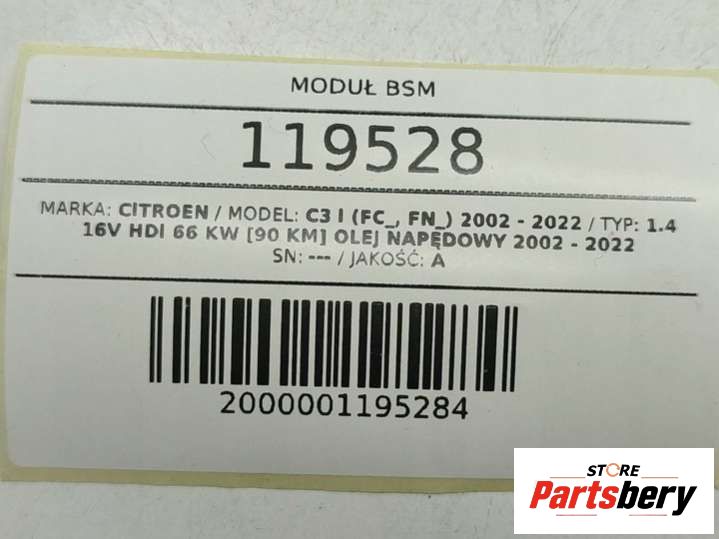 MODUŁ BSM
119528
MARKA: CITROEN / MODEL: C3 I (FC_, FN_) 2002 - 2022 / TYP: 1.4
16V HDI 66 KW [90 KM] OLEJ NAPĘDOWY 2002 - 2022
SN: --- / JAKOŚĆ: A
2000001195284
STORE
Partsbery